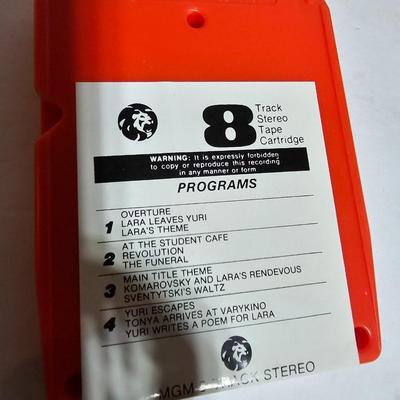 8
Track
Stereo
Tape
Cartridge
WARNING: It is expressly forbidden
to copy or reproduce this recording
in any manner or form
PROGRAMS
1
OVERTURE
LARA LEAVES YURI
LARA'S THEME
2
AT THE STUDENT CAFE
REVOLUTION
THE FUNERAL
3
MAIN TITLE THEME
KOMAROVSKY AND LARA'S RENDEVOUS
SVENTYTSKI'S WALTZ
4
YURI ESCAPES
TONYA ARRIVES AT VARYKINO
YURI WRITES A POEM FOR LARA
MGM STEREO